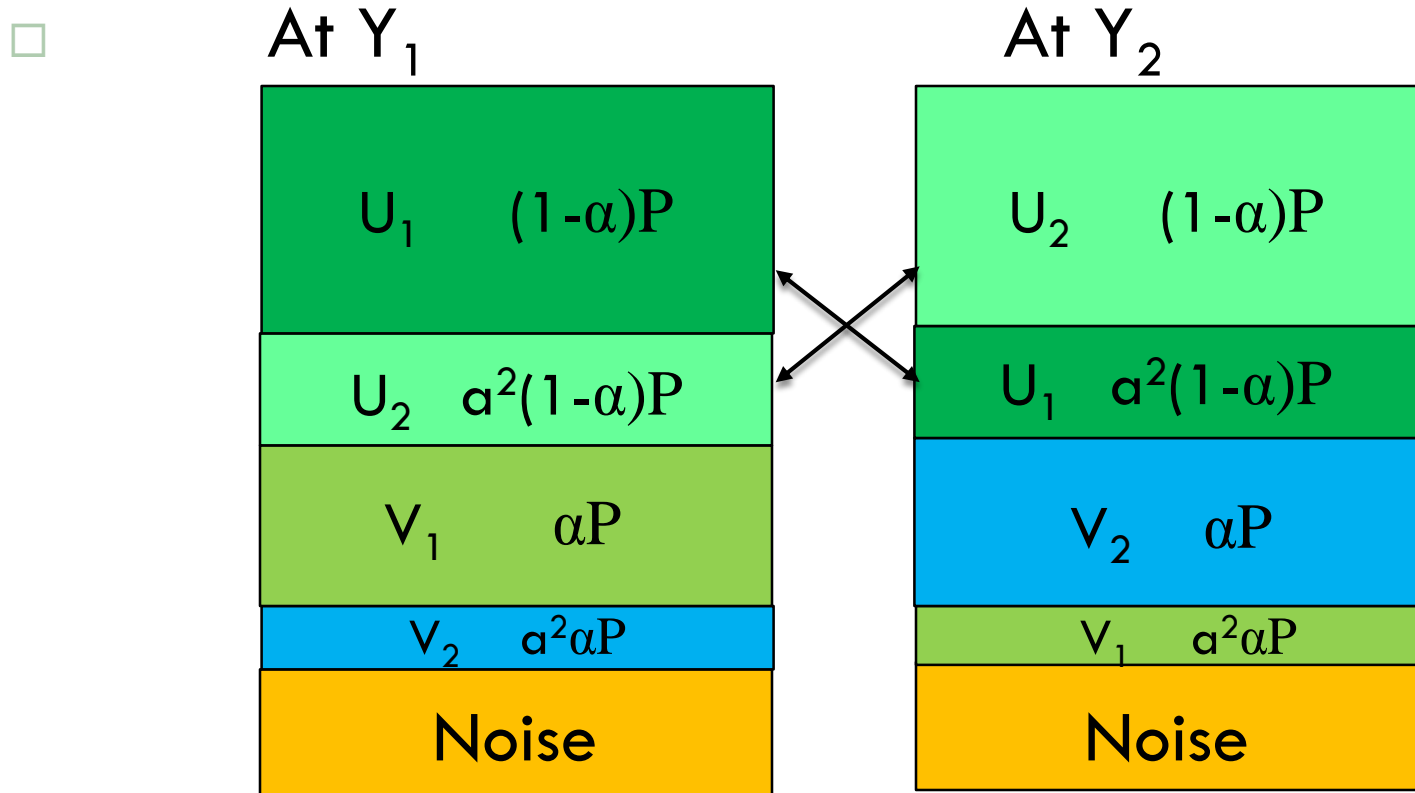 At Y₁
U₁ (1-α)P
U₂ a²(1-α)P
V₁ αP
V₂ a²αP
Noise
At Y₂
U₂ (1-α)P
U₁ a²(1-α)P
V₂ αP
V₁ a²αP
Noise